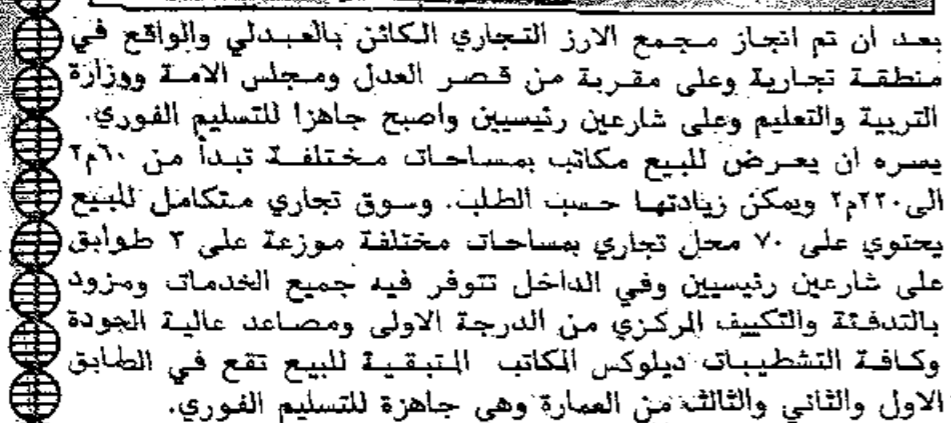 بعد ان تم انجاز مجمع الارز التجاري الكائن بالعبدلي والواقع في
منطقة تجارية وعلى مقربة من قصر العدل ومجلس الامة ووزارة
التربية والتعليم وعلى شارعين رئيسيين واصبح جاهزا للتسليم الفوري.
يسره ان يعرض للبيع مكاتب بمساحات مختلفة تبدأ من ٦٠م٢
الى ٢٢٠م٢ ويمكن زيادتها حسب الطلب. وسوق تجاري متكامل للبيع
يحتوي على ٧٠ محل تجاري بمساحات مختلفة موزعة على ٣ طوابق
على شارعين رئيسيين وفي الداخل تتوفر فيه جميع الخدمات ومزود
بالتدفئة والتكييف المركزي من الدرجة الاولى ومصاعد عالية الجودة
وكافة التشطيبات ديلوكس المكاتب المتبقية للبيع تقع في الطابق
الاول والثاني والثالث من العمارة وهي جاهزة للتسليم الفوري.